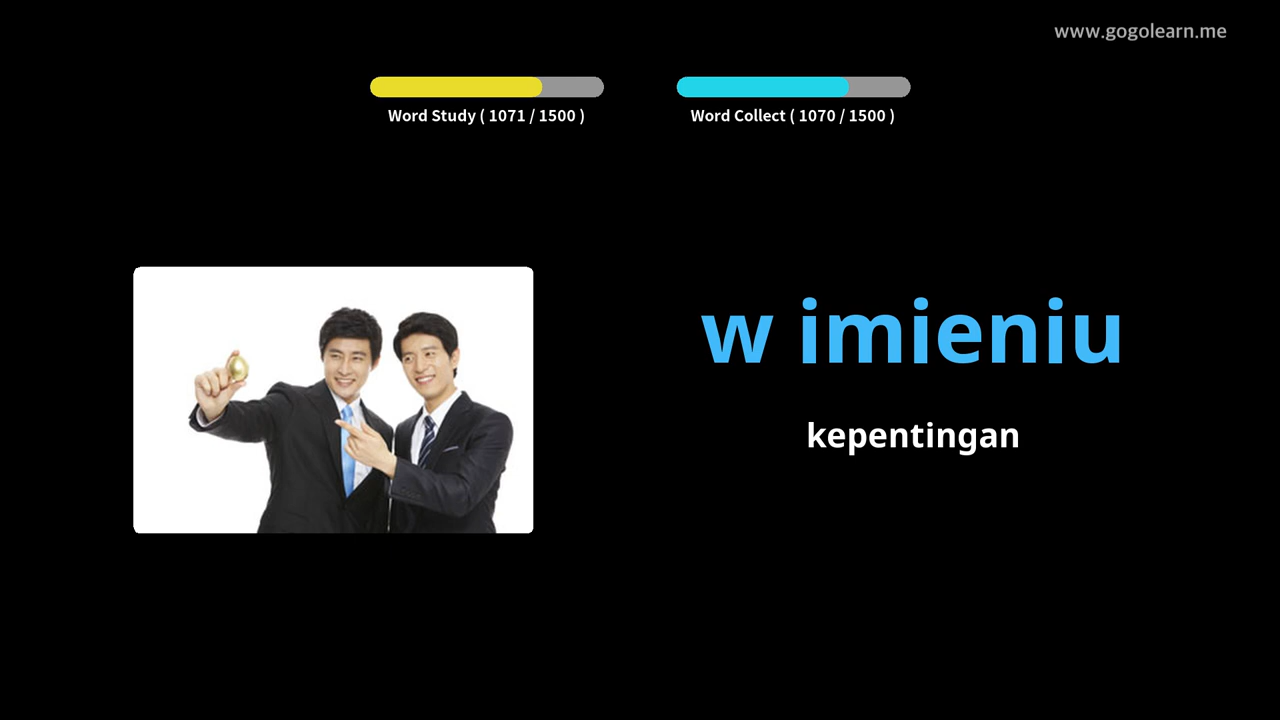 www.gogolearn.me
Word Study ( 1071 / 1500 )
Word Collect ( 1070 / 1500 )
w imieniu
kepentingan